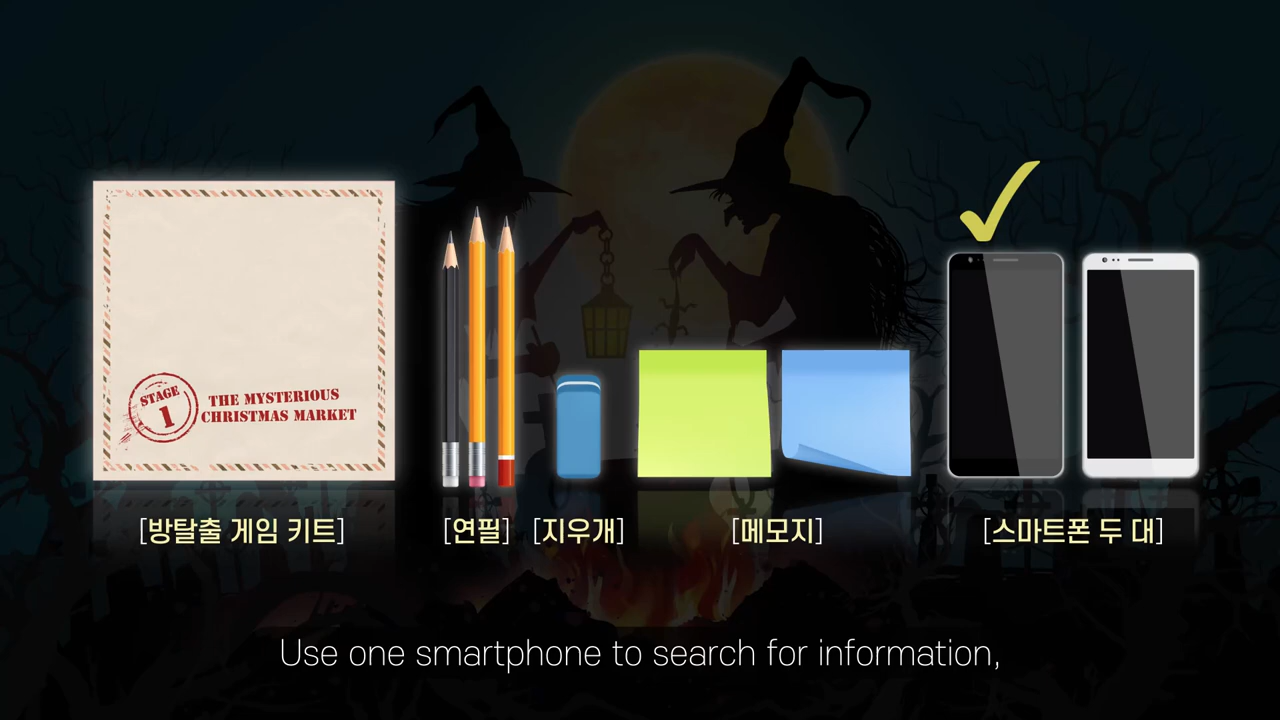 STAGE
1
THE MYSTERIOUS
CHRISTMAS MARKET
[방탈출 게임 키트]
[연필]
[지우개]
[메모지]
[스마트폰 두 대]
Use one smartphone to search for information,